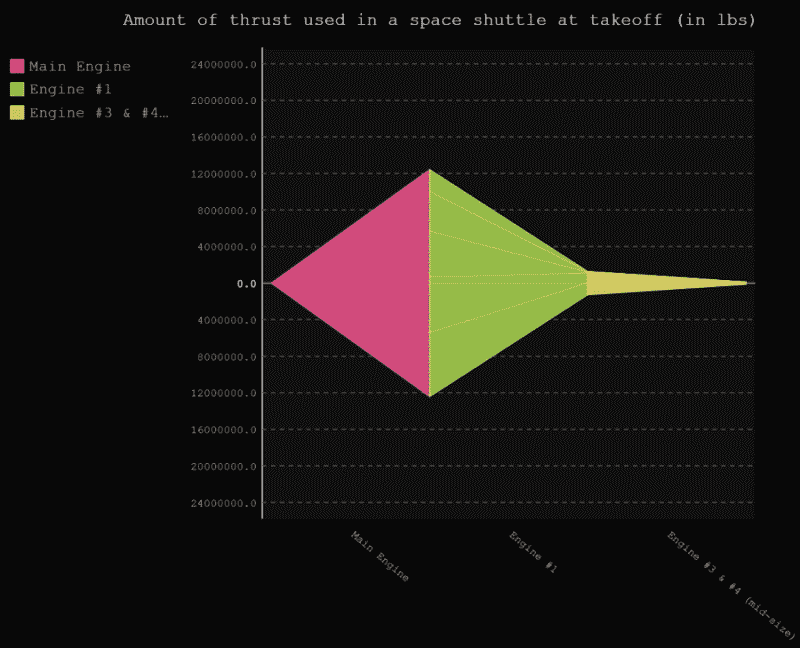 Amount of thrust used in a space shuttle at takeoff (in lbs)
Main Engine
Engine #1
Engine #3 & #4…
24000000.0
20000000.0
16000000.0
12000000.0
8000000.0
4000000.0
0.0
4000000.0
8000000.0
12000000.0
16000000.0
20000000.0
24000000.0
Main Engine
Engine #1
Engine #3 & #4 (mid-size)